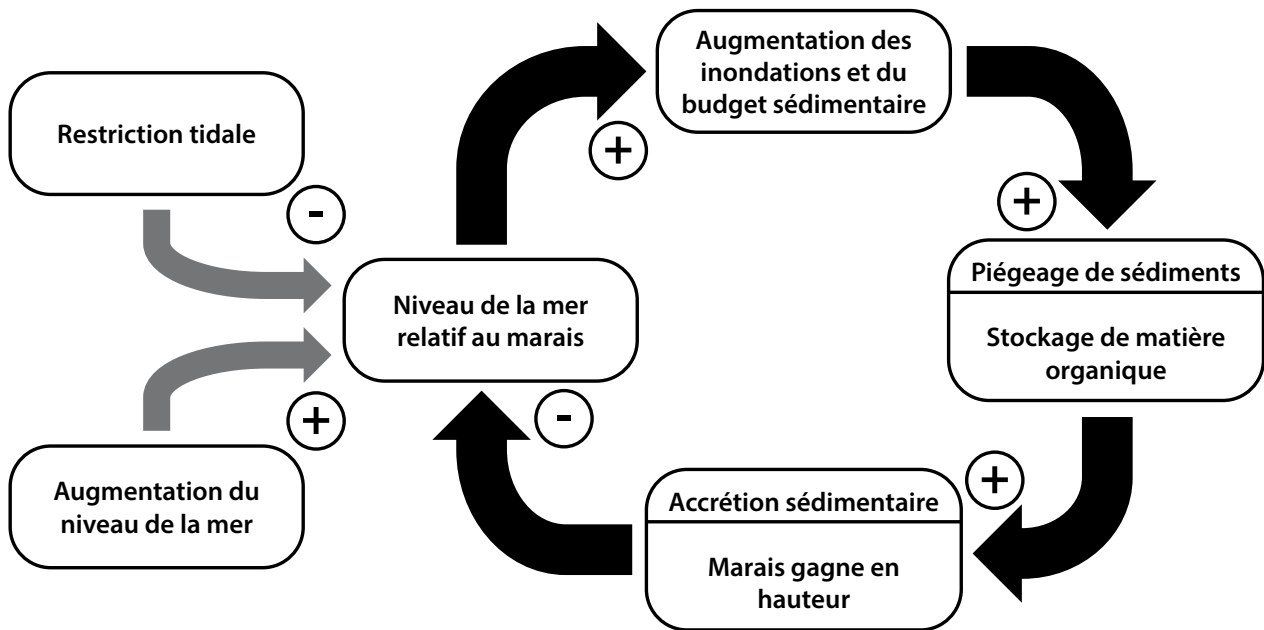 Restriction tidale
-
Augmentation du
niveau de la mer
+
Niveau de la mer
relatif au marais
+
Augmentation des
inondations et du
budget sédimentaire
+
Piégeage de sédiments
Stockage de matière
organique
+
Accrétion sédimentaire
Marais gagne en
hauteur
-